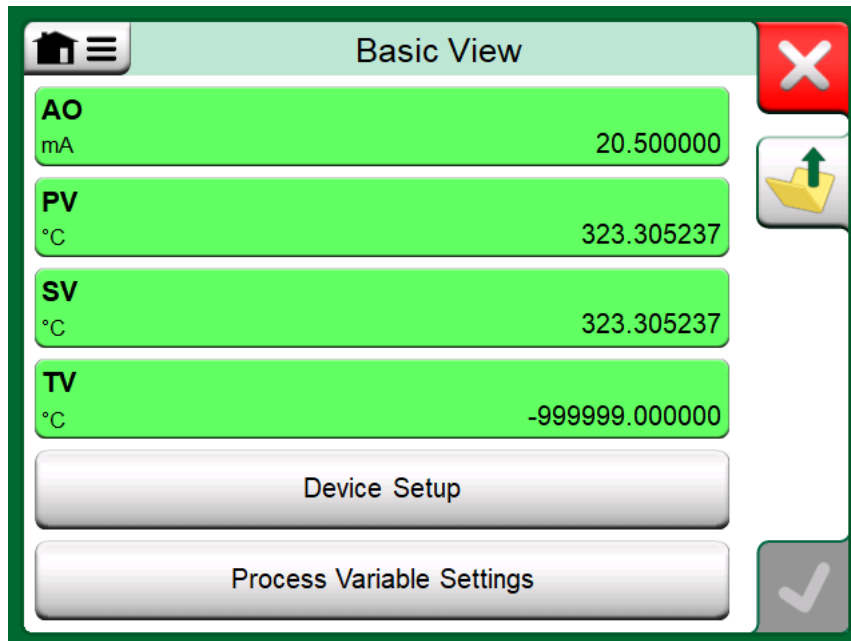 Basic View
AO
mA
20.500000
PV
°C
323.305237
SV
°C
323.305237
TV
°C
-999999.000000
Device Setup
Process Variable Settings